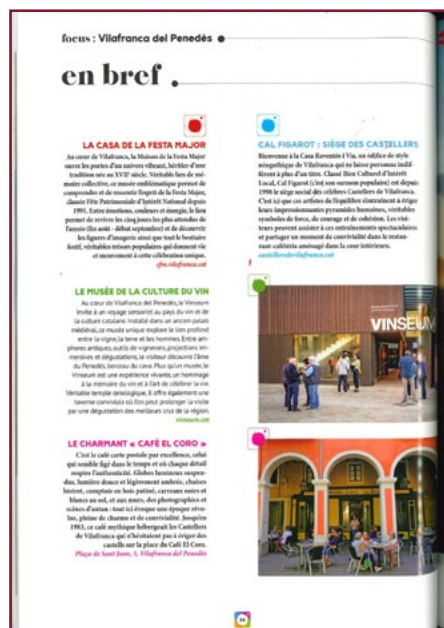 focus : Vilafranca del Penedès
en bref
LA CASA DE LA FESTA MAJOR
Au cœur de Vilafranca, la Maison de la Festa Major
ouvre les portes d'un univers vibrant, héritier d'une
tradition née au XVIIe siècle. Véritable lieu de mé-
moire collective, ce musée emblématique permet de
comprendre et de ressentir l'esprit de la Festa Major,
classée Fête Patrimoniale d'Intérêt National depuis
1991. Entre émotions, couleurs et énergie, le lieu
permet de revivre les cinq jours les plus attendus de
l'année (fin août - début septembre) et de découvrir
les figures d'imagerie ainsi que tout le bestiaire
festif, véritables trésors populaires qui donnent vie
et mouvement à cette célébration unique.
cfm.vilafranca.cat
LE MUSÉE DE LA CULTURE DU VIN
Au cœur de Vilafranca del Penedès, le Vinseum
invite à un voyage sensoriel au pays du vin et de
la culture catalane. Installé dans un ancien palais
médiéval, ce musée unique explore le lien profond
entre la vigne, la terre et les hommes. Entre am-
phores antiques, outils de vignerons, projections im-
mersives et dégustations, le visiteur découvre l'âme
du Penedès, berceau du cava. Plus qu'un musée, le
Vinseum est une expérience vivante, un hommage
à la mémoire du vin et à l'art de célébrer la vie.
Véritable temple œnologique, il offre également une
taverne conviviale où l'on peut prolonger la visite
par une dégustation des meilleurs crus de la région.
vinseum.cat
LE CHARMANT « CAFÉ EL CORO »
C'est le café carte postale par excellence, celui
qui semble figé dans le temps et où chaque détail
respire l'authenticité. Globes lumineux suspen-
dus, lumière douce et légèrement ambrée, chaises
bistrot, comptoir en bois patiné, carreaux noirs et
blancs au sol, et aux murs, des photographies et
scènes d'antan : tout ici évoque une époque révo-
lue, pleine de charme et de convivialité. Jusqu'en
1983, ce café mythique hébergeait les Castellers
de Vilafranca qui n'hésitaient pas à ériger des
castells sur la place du Café El Coro.
Plaça de Sant Joan, 5, Vilafranca del Penedès
CAL FIGAROT : SIÈGE DES CASTELLERS
Bienvenue à la Casa Raventós i Via, un édifice de style
néogothique de Vilafranca qui ne laisse personne indif-
férent à plus d'un titre. Classé Bien Culturel d'Intérêt
Local, Cal Figarot (c'est son surnom populaire) est depuis
1998 le siège social des célèbres Castellers de Vilafranca.
C'est ici que ces artistes de l'équilibre s'entraînent à ériger
leurs impressionnantes pyramides humaines, véritables
symboles de force, de courage et de cohésion. Les visi-
teurs peuvent assister à ces entraînements spectaculaires
et partager un moment de convivialité dans le restau-
rant-cafétéria aménagé dans la cour intérieure.
castellersdevilafranca.cat
VINSEUM
94